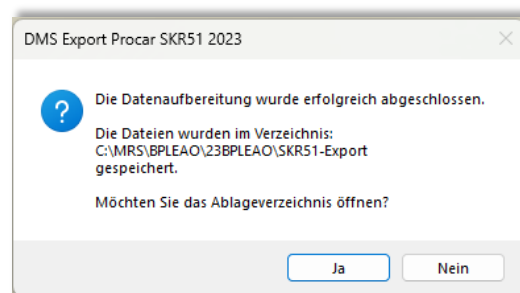 DMS Export Procar SKR51 2023
Die Datenaufbereitung wurde erfolgreich abgeschlossen.
Die Dateien wurden im Verzeichnis:
C:\MRS\BPLEAO\23BPLEAO\SKR51-Export
gespeichert.
Möchten Sie das Ablageverzeichnis öffnen?
Ja
Nein